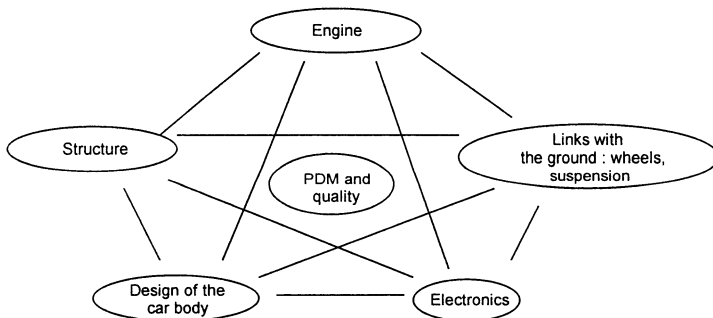 Engine
Structure
Links with
the ground : wheels,
suspension
PDM and
quality
Design of the
car body
Electronics